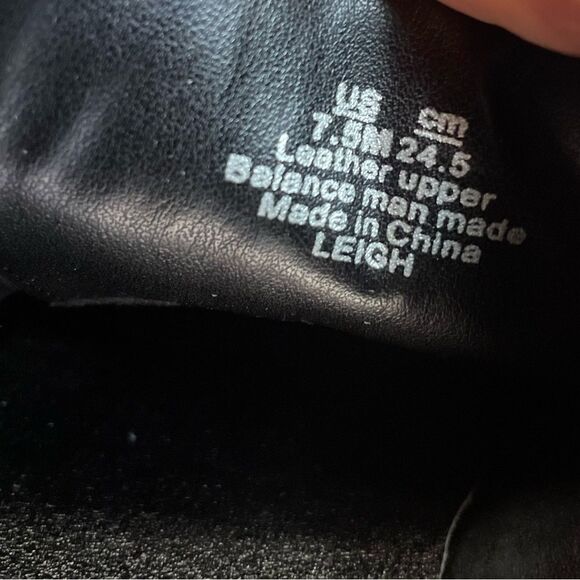 US cm
7.5M 24.5
Leather upper
Balance man made
Made in China
LEIGH